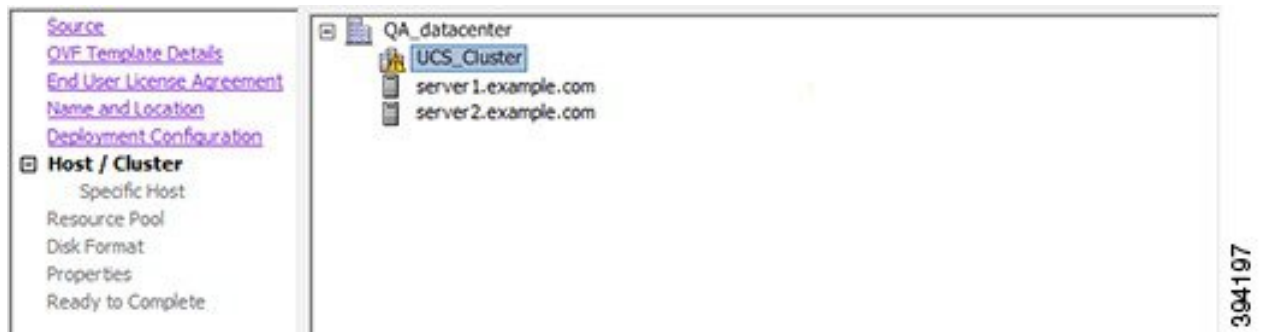 Source
OVF Template Details
End User License Agreement
Name and Location
Deployment Configuration
Host / Cluster
Specific Host
Resource Pool
Disk Format
Properties
Ready to Complete
QA_datacenter
UCS_Cluster
server1.example.com
server2.example.com
394197